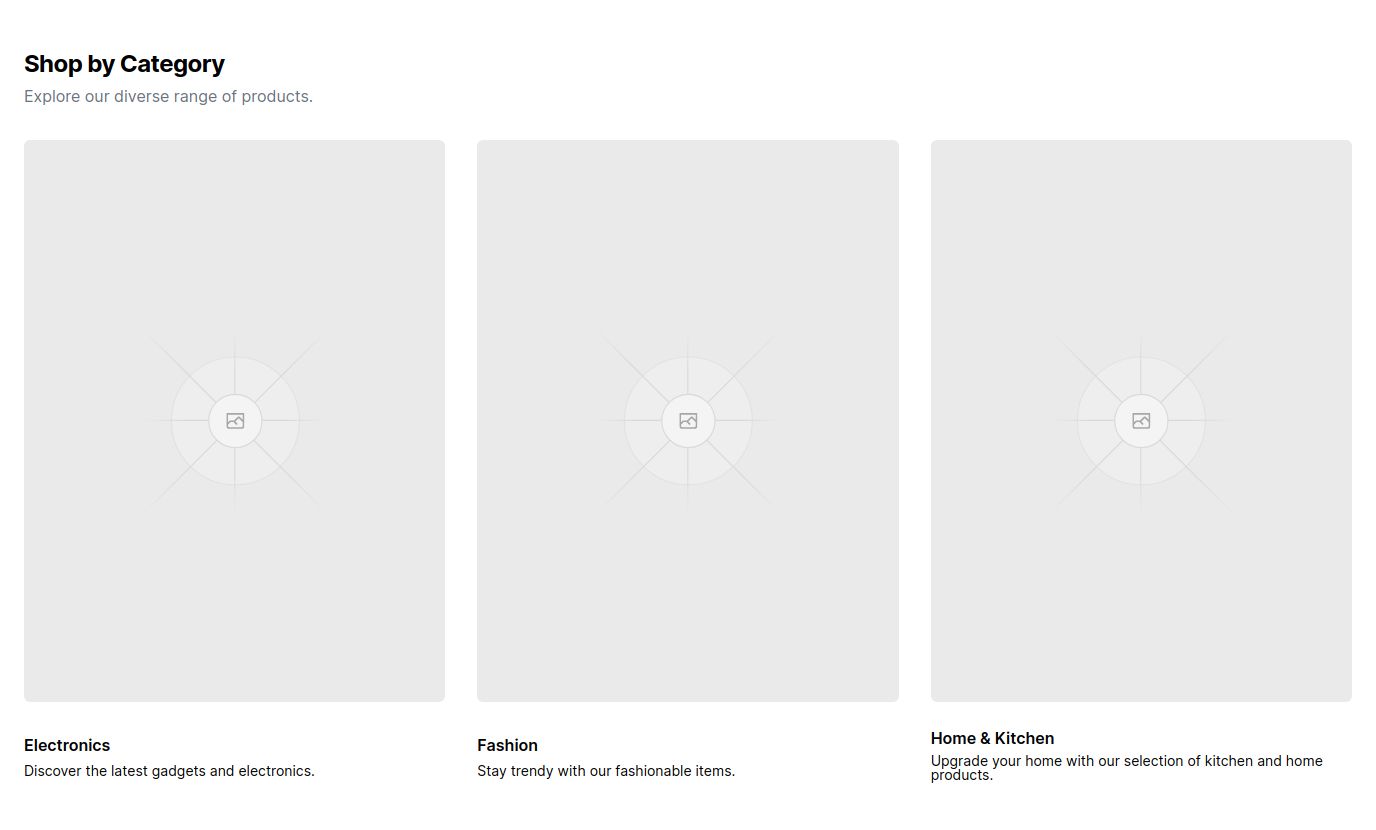 Shop by Category
Explore our diverse range of products.
Electronics
Discover the latest gadgets and electronics.
Fashion
Stay trendy with our fashionable items.
Home & Kitchen
Upgrade your home with our selection of kitchen and home
products.